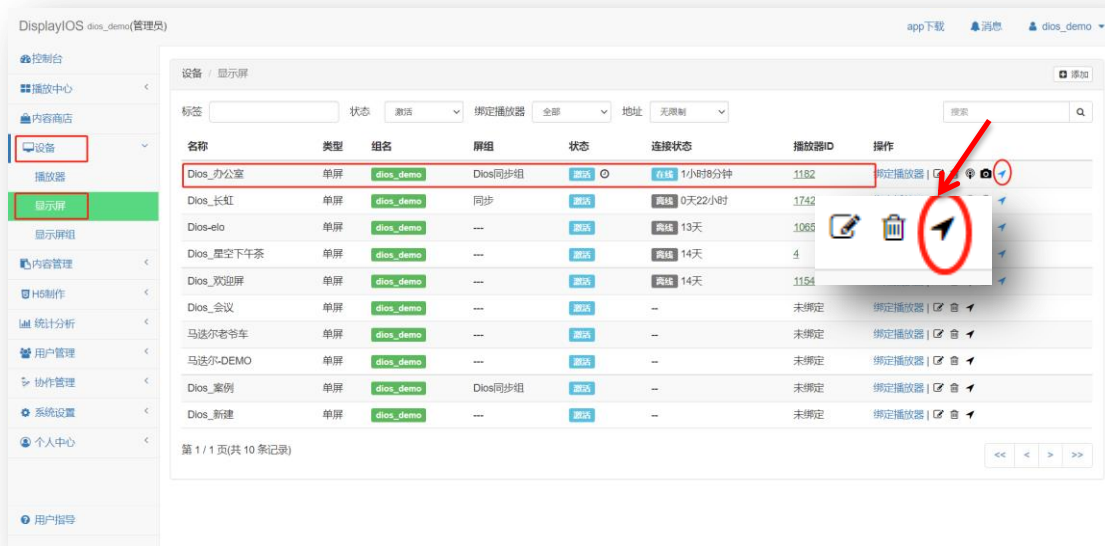 DisplayIOS dios_demo(管理员) app下载 消息 dios_demo
控制台
播放中心
内容商店
设备
播放器
显示屏
显示屏组
内容管理
H5制作
统计分析
用户管理
协作管理
系统设置
个人中心
用户指导
设备 / 显示屏 添加
标签 状态 激活 绑定播放器 全部 地址 无限制 搜索
名称 类型 组名 屏组 状态 连接状态 播放器ID 操作
Dios_办公室 单屏 dios_demo Dios同步组 激活 在线 1小时8分钟 1182 绑定播放器 |
Dios_长虹 单屏 dios_demo 同步 激活 离线 0天22小时 1742
Dios-elo 单屏 dios_demo --- 激活 离线 13天 1065
Dios_星空下午茶 单屏 dios_demo --- 激活 离线 14天 4
Dios_欢迎屏 单屏 dios_demo --- 激活 离线 14天 1154
Dios_会议 单屏 dios_demo --- 激活 -- 未绑定 绑定播放器 |
马迭尔老爷车 单屏 dios_demo --- 激活 -- 未绑定 绑定播放器 |
马迭尔-DEMO 单屏 dios_demo --- 激活 -- 未绑定 绑定播放器 |
Dios_案例 单屏 dios_demo Dios同步组 激活 -- 未绑定 绑定播放器 |
Dios_新建 单屏 dios_demo --- 激活 -- 未绑定 绑定播放器 |
第 1 / 1 页(共 10 条记录) << < > >>